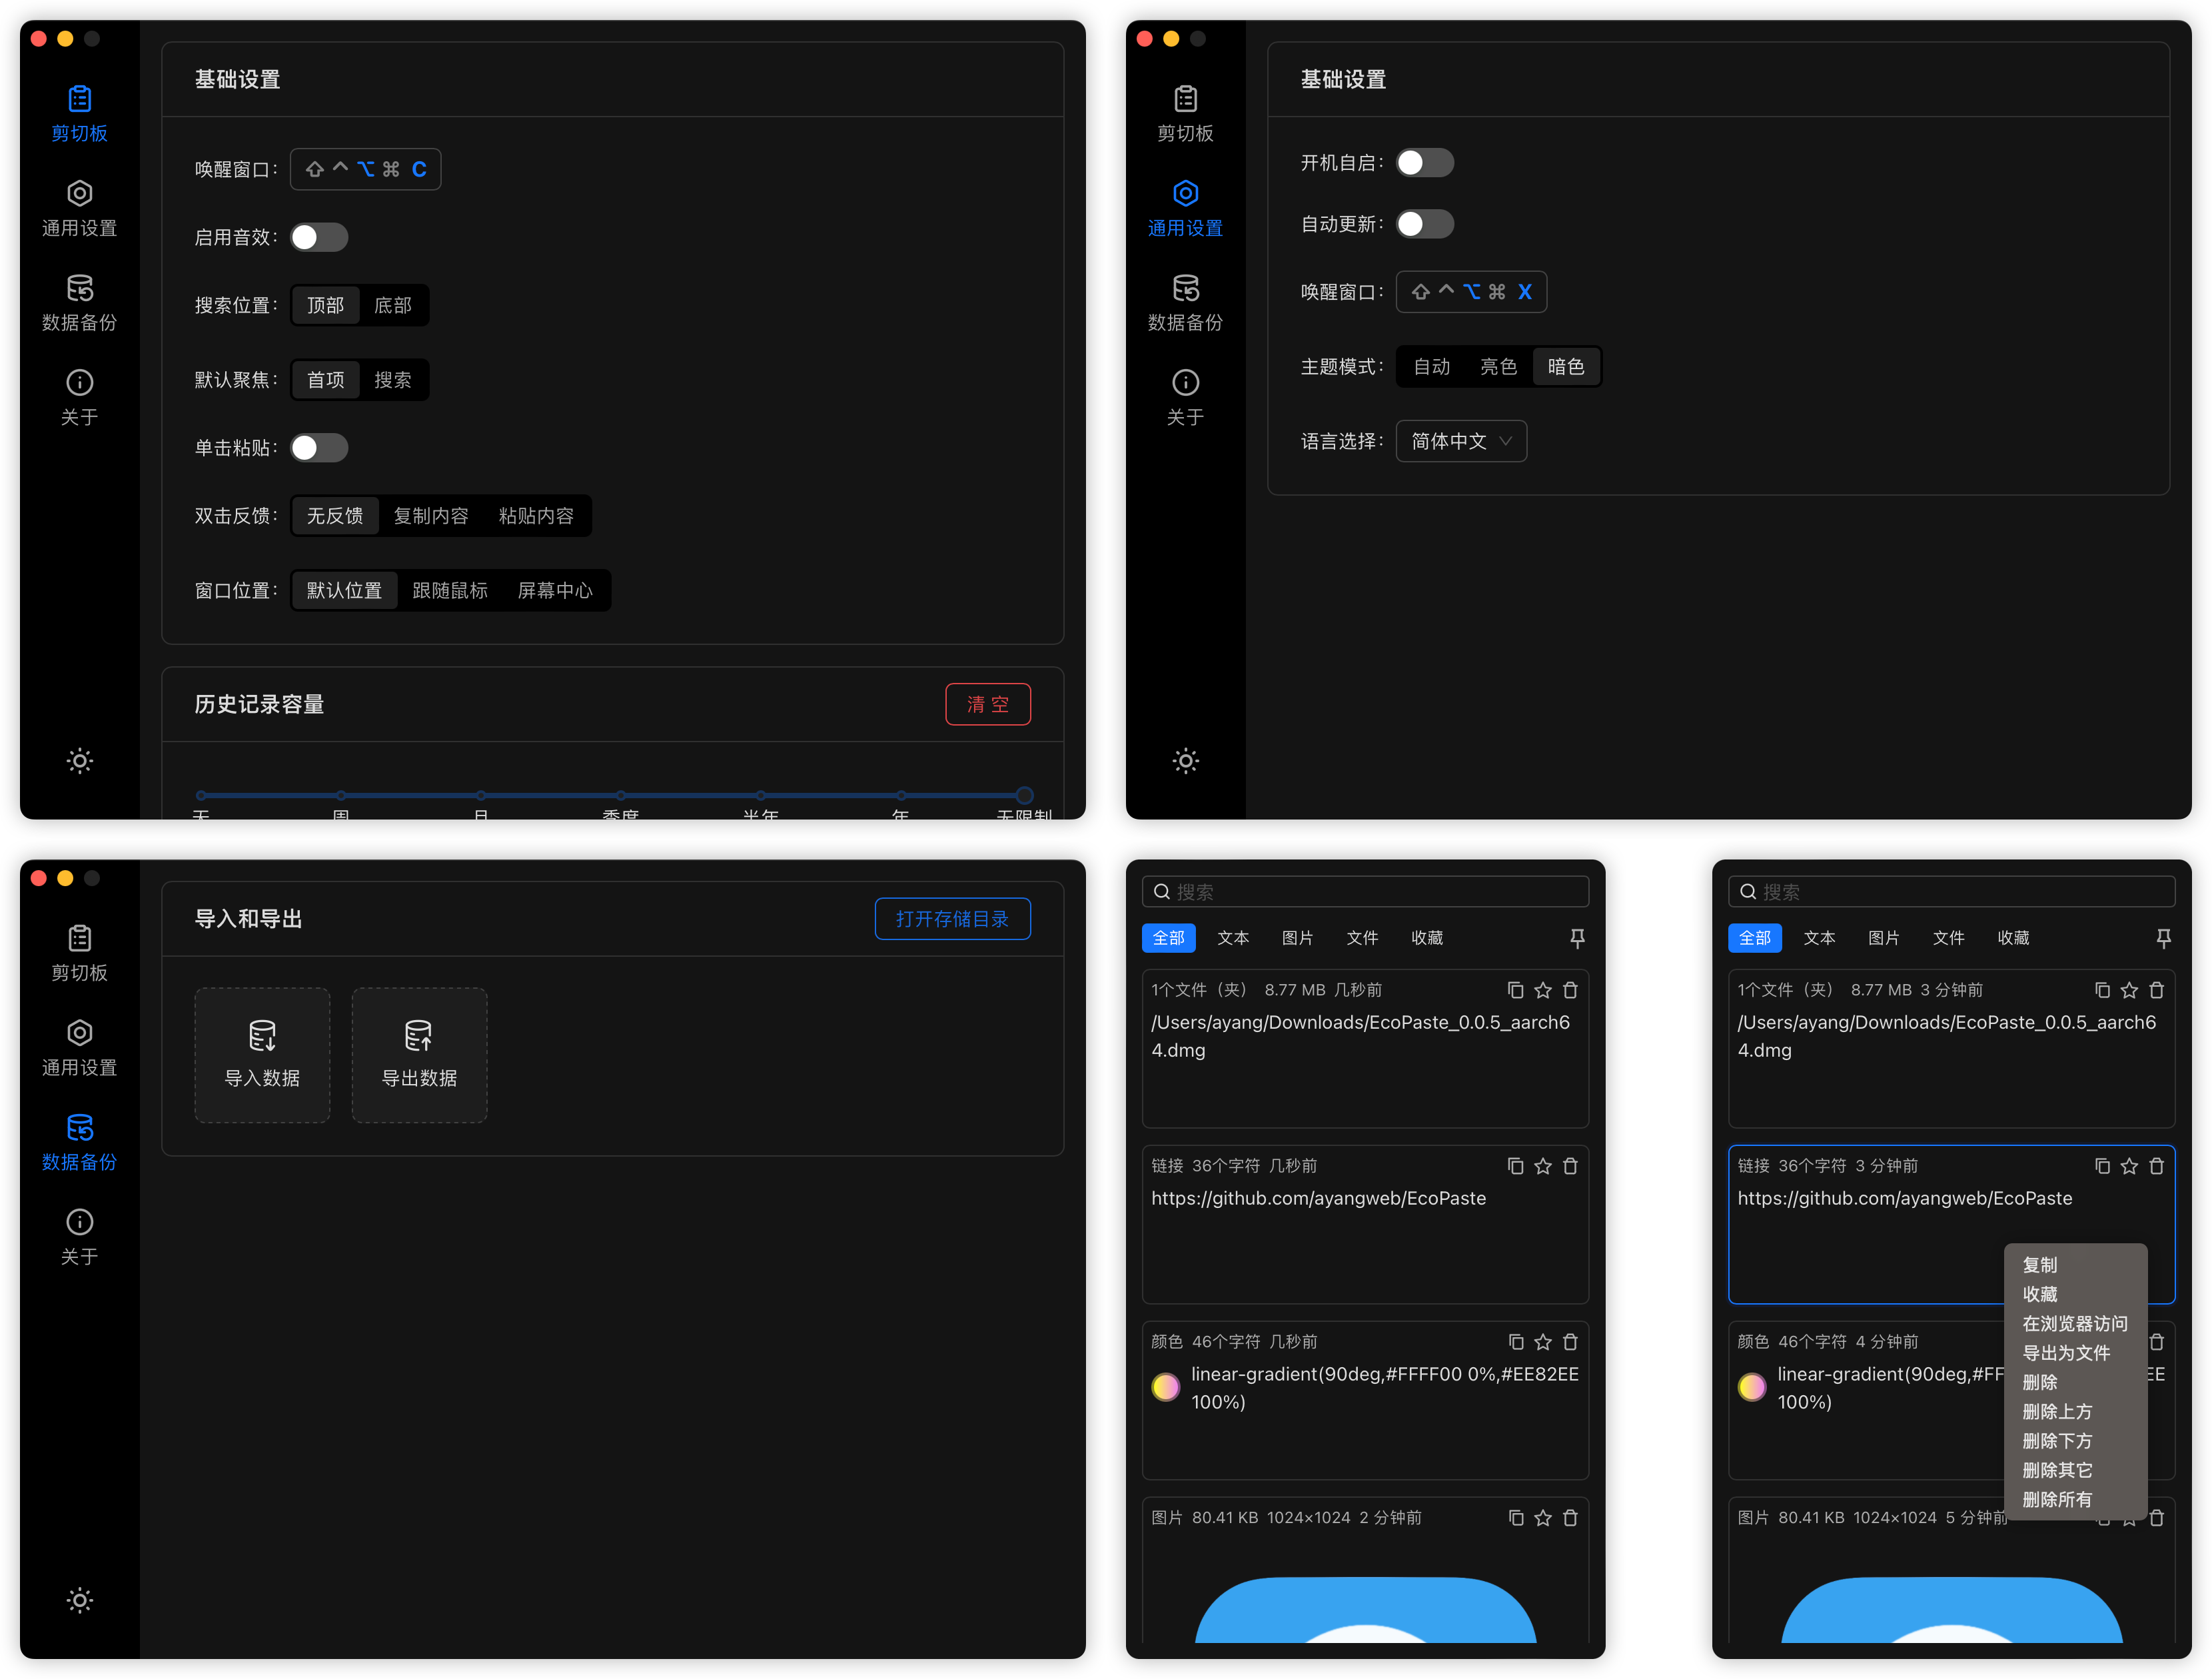 剪切板
通用设置
数据备份
关于
基础设置
唤醒窗口:
⇧ ⌃ ⌥ ⌘ C
启用音效:
搜索位置: 顶部 底部
默认聚焦: 首项 搜索
单击粘贴:
双击反馈: 无反馈 复制内容 粘贴内容
窗口位置: 默认位置 跟随鼠标 屏幕中心
历史记录容量
清 空
天 周 月 季度 半年 年 无限制
剪切板
通用设置
数据备份
关于
基础设置
开机自启:
自动更新:
唤醒窗口:
⇧ ⌃ ⌥ ⌘ X
主题模式: 自动 亮色 暗色
语言选择: 简体中文
剪切板
通用设置
数据备份
关于
导入和导出
打开存储目录
导入数据 导出数据
搜索
全部 文本 图片 文件 收藏
1个文件（夹） 8.77 MB 几秒前
/Users/ayang/Downloads/EcoPaste_0.0.5_aarch6
4.dmg
链接 36个字符 几秒前
https://github.com/ayangweb/EcoPaste
颜色 46个字符 几秒前
linear-gradient(90deg,#FFFF00 0%,#EE82EE
100%)
图片 80.41 KB 1024×1024 2 分钟前
搜索
全部 文本 图片 文件 收藏
1个文件（夹） 8.77 MB 3 分钟前
/Users/ayang/Downloads/EcoPaste_0.0.5_aarch6
4.dmg
链接 36个字符 3 分钟前
https://github.com/ayangweb/EcoPaste
颜色 46个字符 4 分钟前
linear-gradient(90deg,#FF EE
100%)
图片 80.41 KB 1024×1024 5 分钟前
复制
收藏
在浏览器访问
导出为文件
删除
删除上方
删除下方
删除其它
删除所有